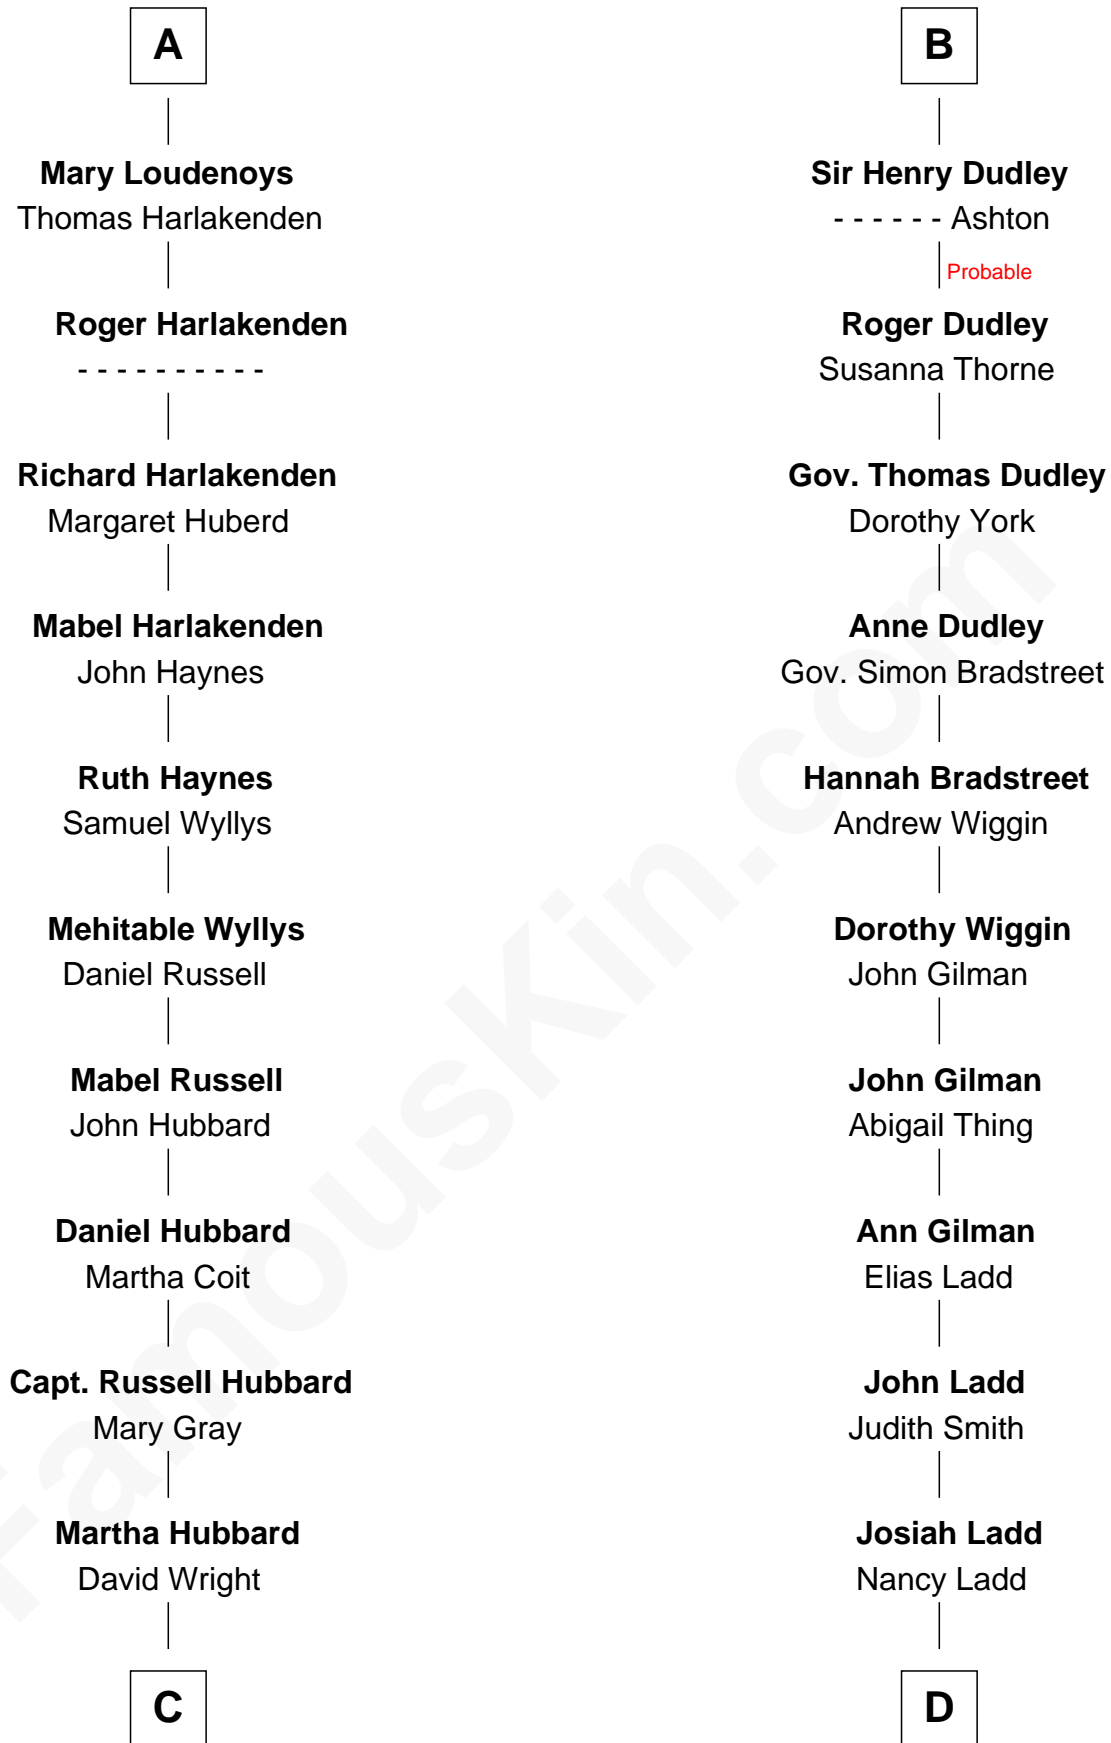 A
Mary Loudenoys
Thomas Harlakenden
Roger Harlakenden
- - - - - - - - - -
Richard Harlakenden
Margaret Huberd
Mabel Harlakenden
John Haynes
Ruth Haynes
Samuel Wyllys
Mehitable Wyllys
Daniel Russell
Mabel Russell
John Hubbard
Daniel Hubbard
Martha Coit
Capt. Russell Hubbard
Mary Gray
Martha Hubbard
David Wright
C
B
Sir Henry Dudley
- - - - - - Ashton
Probable
Roger Dudley
Susanna Thorne
Gov. Thomas Dudley
Dorothy York
Anne Dudley
Gov. Simon Bradstreet
Hannah Bradstreet
Andrew Wiggin
Dorothy Wiggin
John Gilman
John Gilman
Abigail Thing
Ann Gilman
Elias Ladd
John Ladd
Judith Smith
Josiah Ladd
Nancy Ladd
D
FamousKin.com